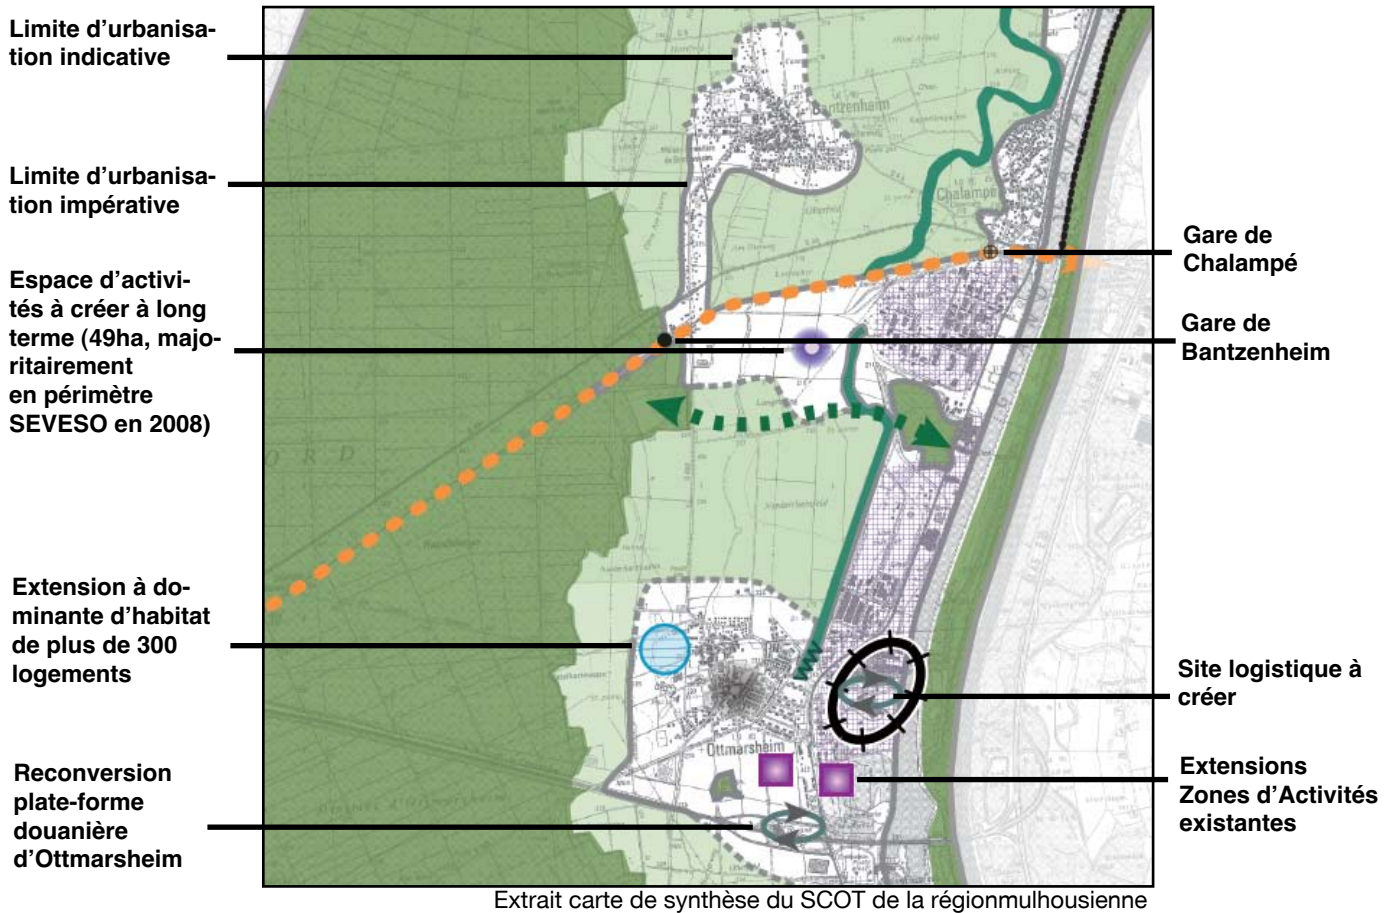 Limite d'urbanisa-
tion indicative
Limite d'urbanisa-
tion impérative
Espace d'activi-
tés à créer à long
terme (49ha, majo-
ritairement
en périmètre
SEVESO en 2008)
Extension à do-
minante d'habitat
de plus de 300
logements
Reconversion
plate-forme
douanière
d'Ottmarsheim
Bantzenheim
Chalampé
O R D
Ottmarsheim
Gare de
Chalampé
Gare de
Bantzenheim
Site logistique à
créer
Extensions
Zones d'Activités
existantes
Extrait carte de synthèse du SCOT de la régionmulhousienne